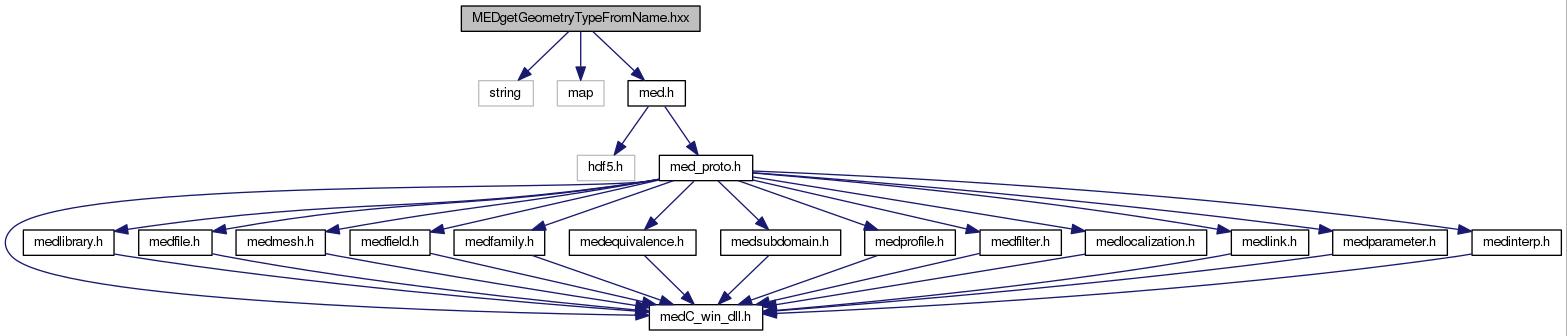 MEDgetGeometryTypeFromName.hxx
string
map
med.h
hdf5.h
med_proto.h
medlibrary.h
medfile.h
medmesh.h
medfield.h
medfamily.h
medequivalence.h
medsubdomain.h
medprofile.h
medfilter.h
medlocalization.h
medlink.h
medparameter.h
medinterp.h
medC_win_dll.h